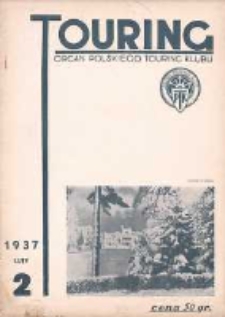 TOURING
ORGAN POLSKIEGO TOURING KLUBU
1937
LUTY
2
cena 50 gr.